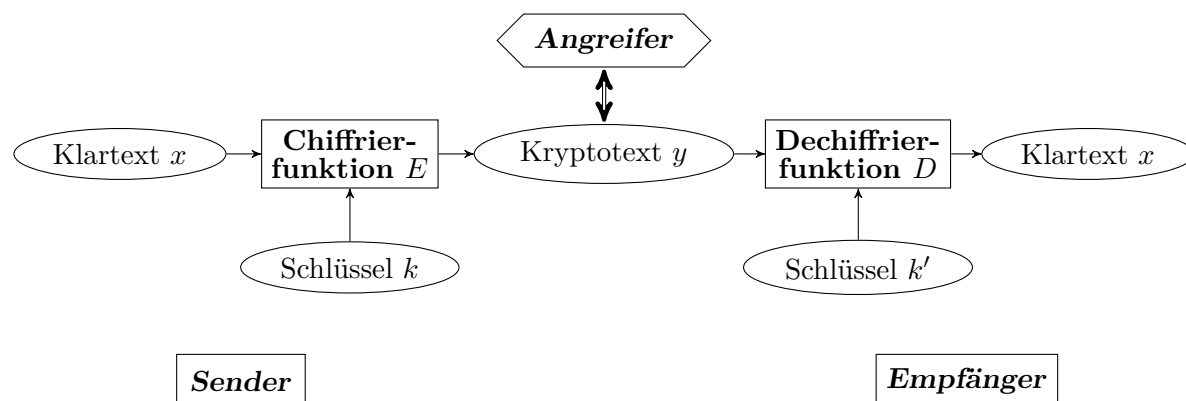 Angreifer
Klartext x
Chiffrier-
funktion E
Kryptotext y
Dechiffrier-
funktion D
Klartext x
Schlüssel k
Schlüssel k′
Sender
Empfänger